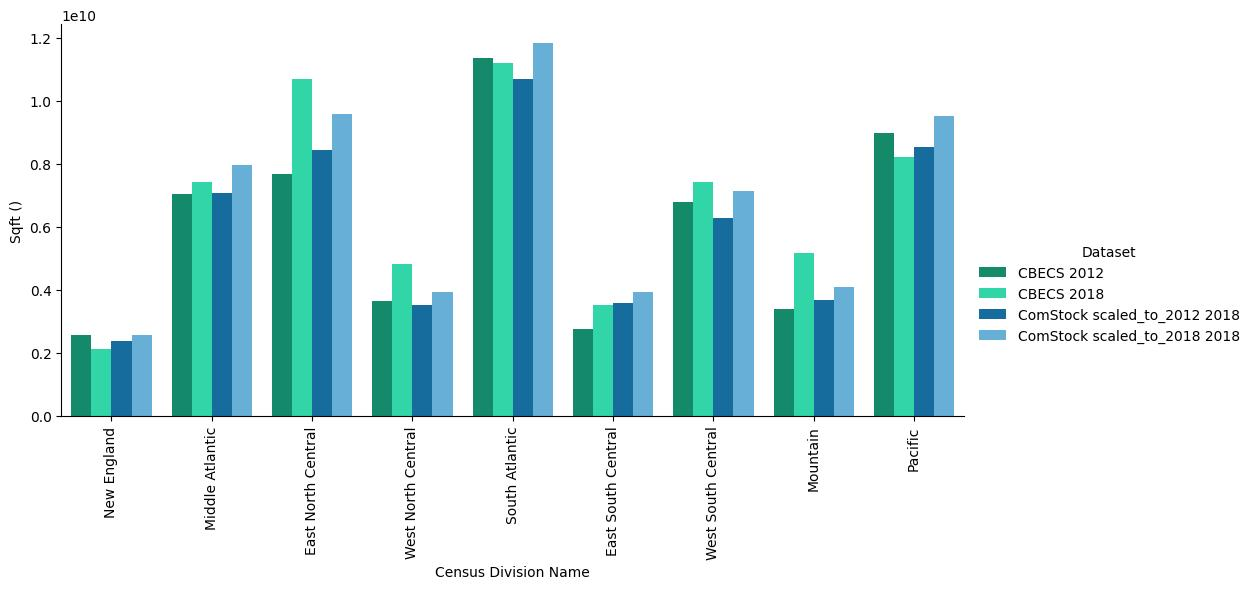 1e10
1.2
1.0
0.8
0.6
0.4
0.2
0.0
Sqft ()
New England
Middle Atlantic
East North Central
West North Central
South Atlantic
East South Central
West South Central
Mountain
Pacific
Census Division Name
Dataset
CBECS 2012
CBECS 2018
ComStock scaled_to_2012 2018
ComStock scaled_to_2018 2018